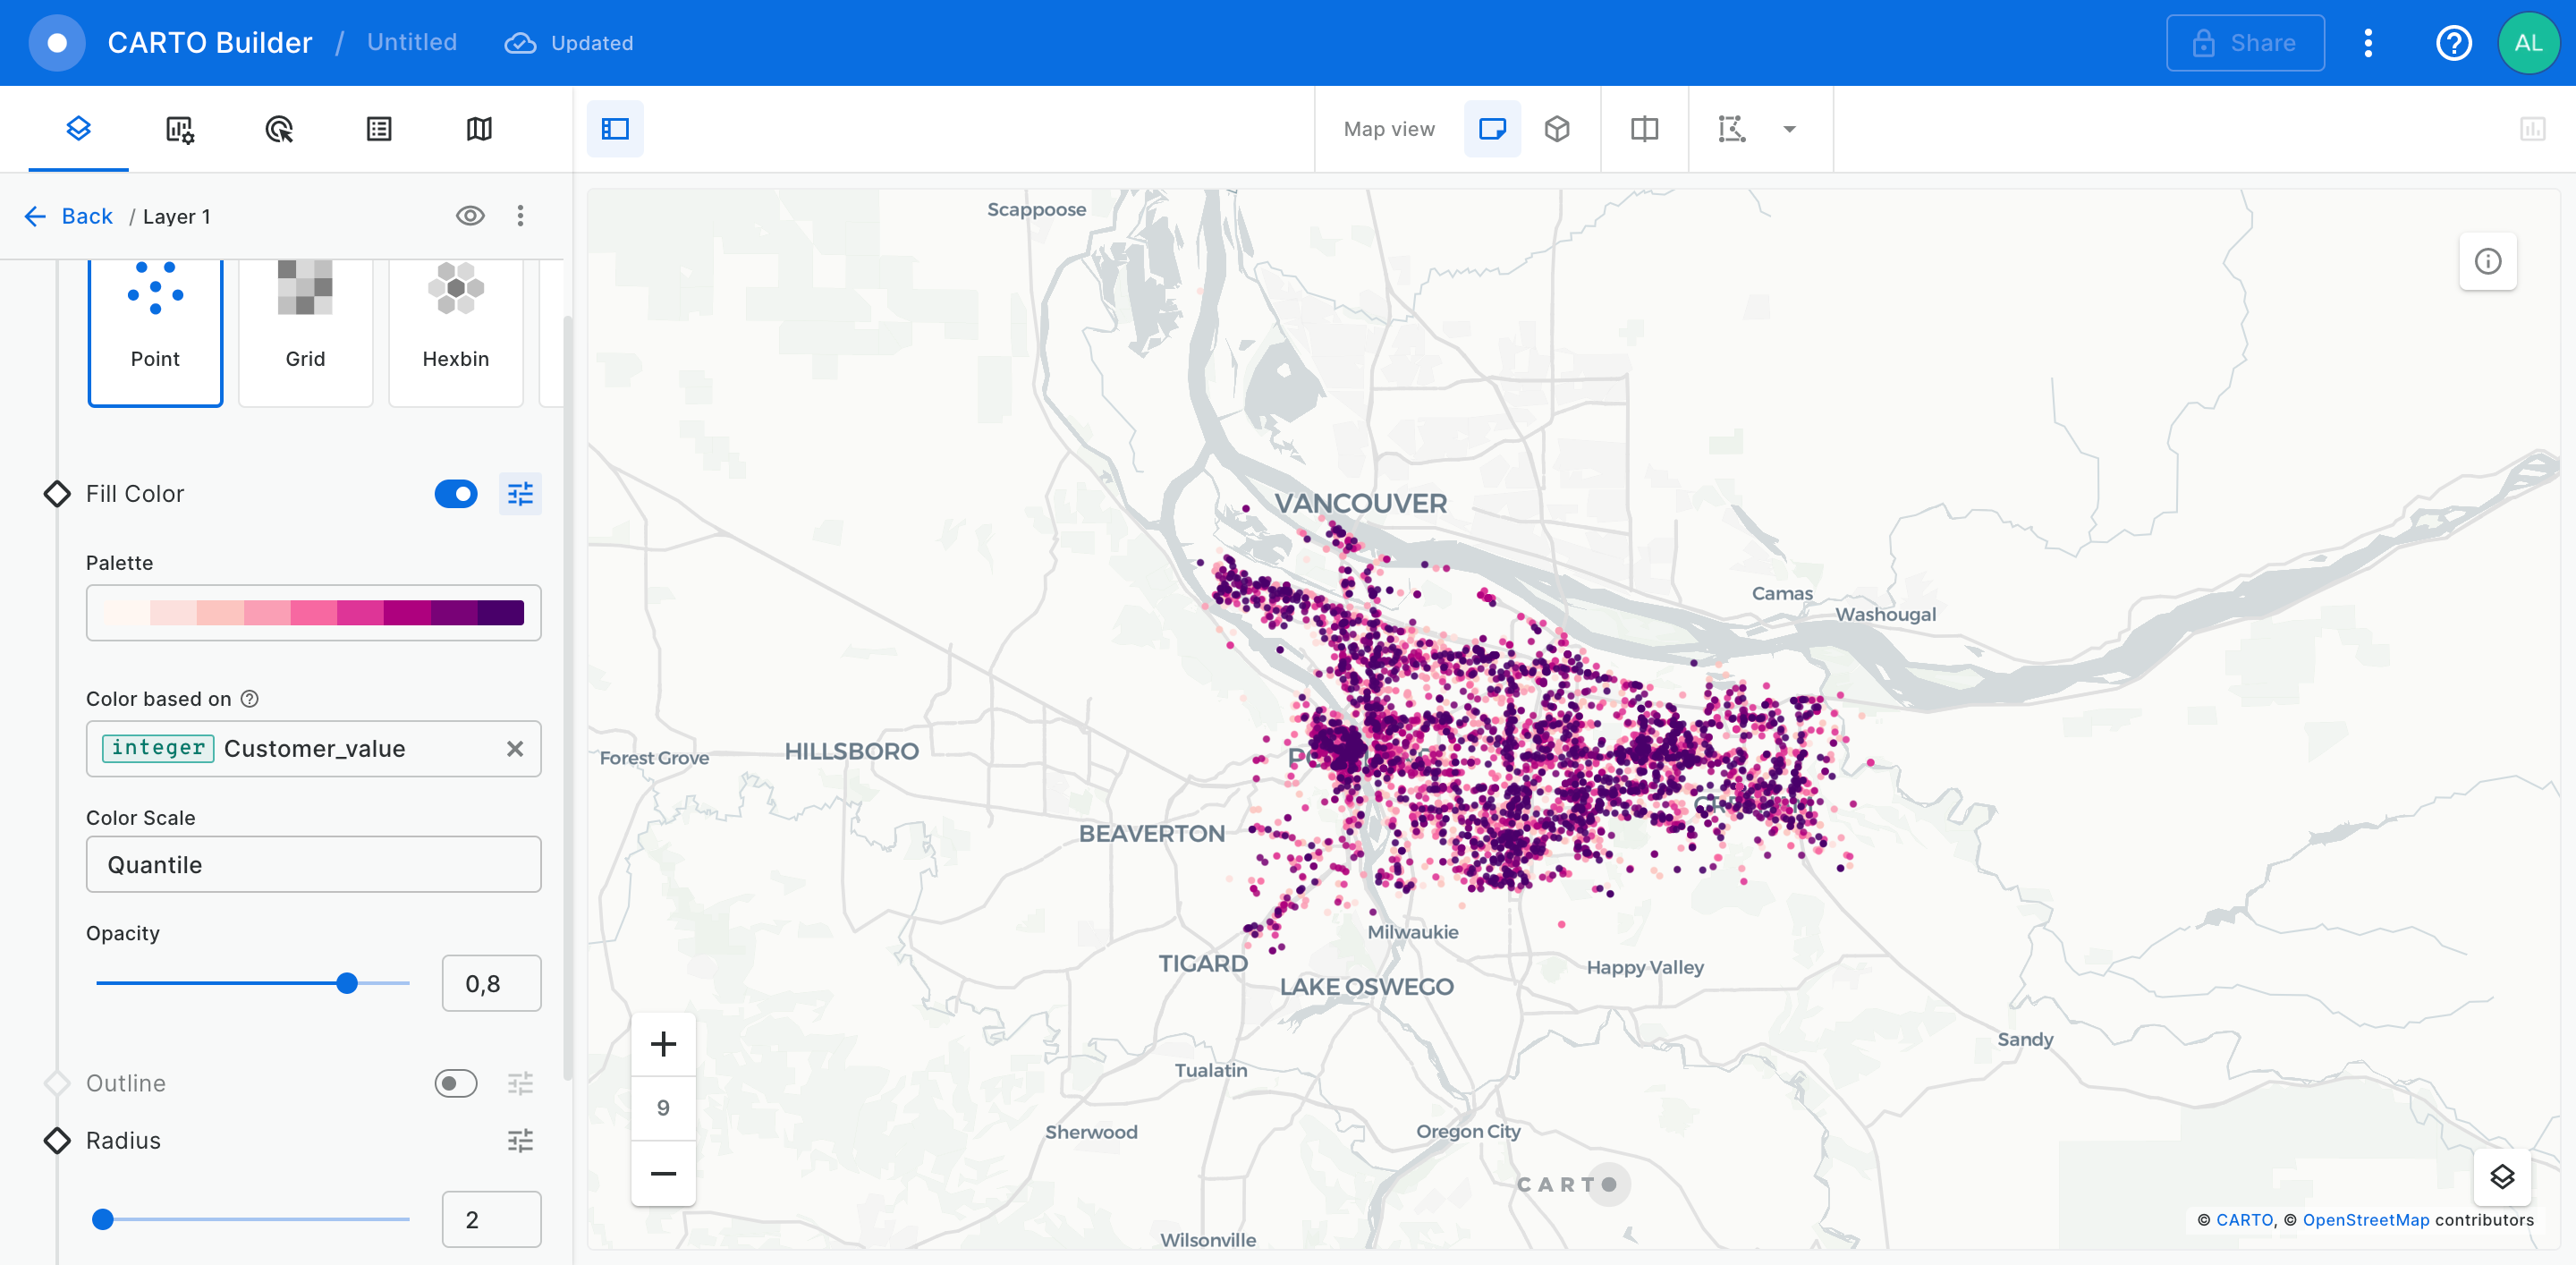 CARTO Builder / Untitled Updated Share AL
Map view
Back / Layer 1
Point Grid Hexbin
Fill Color
Palette
Color based on
integer Customer_value
Color Scale
Quantile
Opacity
0,8
Outline
Radius
2
Scappoose
VANCOUVER
Camas
Washougal
Forest Grove
HILLSBORO
BEAVERTON
Milwaukie
TIGARD
Happy Valley
LAKE OSWEGO
Sandy
Tualatin
9
Sherwood
Oregon City
CARTO
© CARTO, © OpenStreetMap contributors
Wilsonville